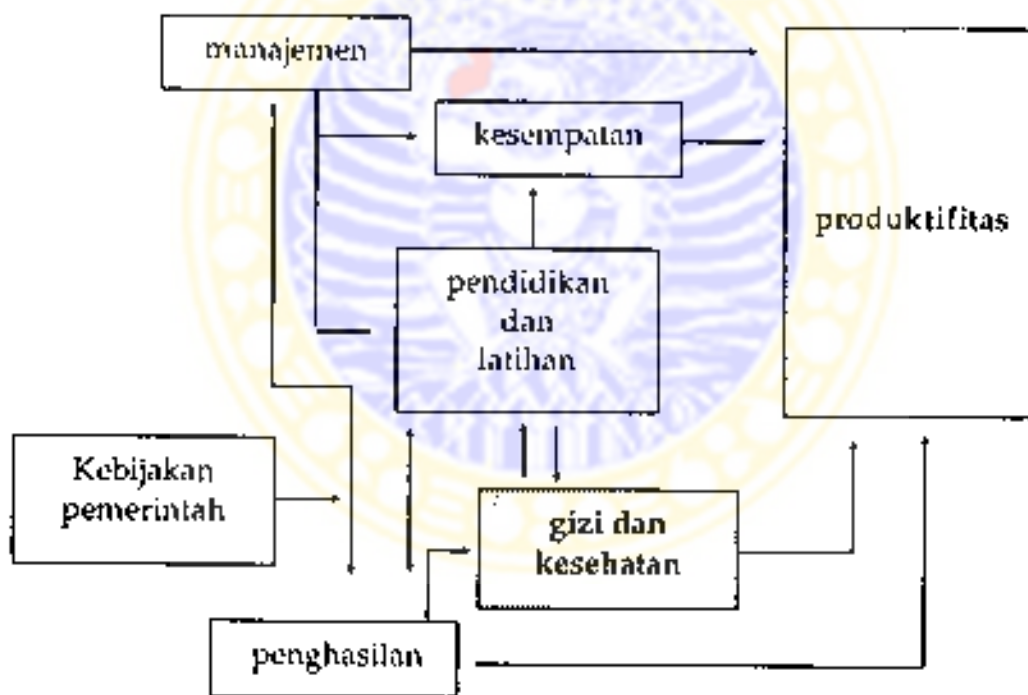 manajemen
kesempatan
produktifitas
pendidikan
dan
latihan
Kebijakan
pemerintah
gizi dan
kesehatan
penghasilan